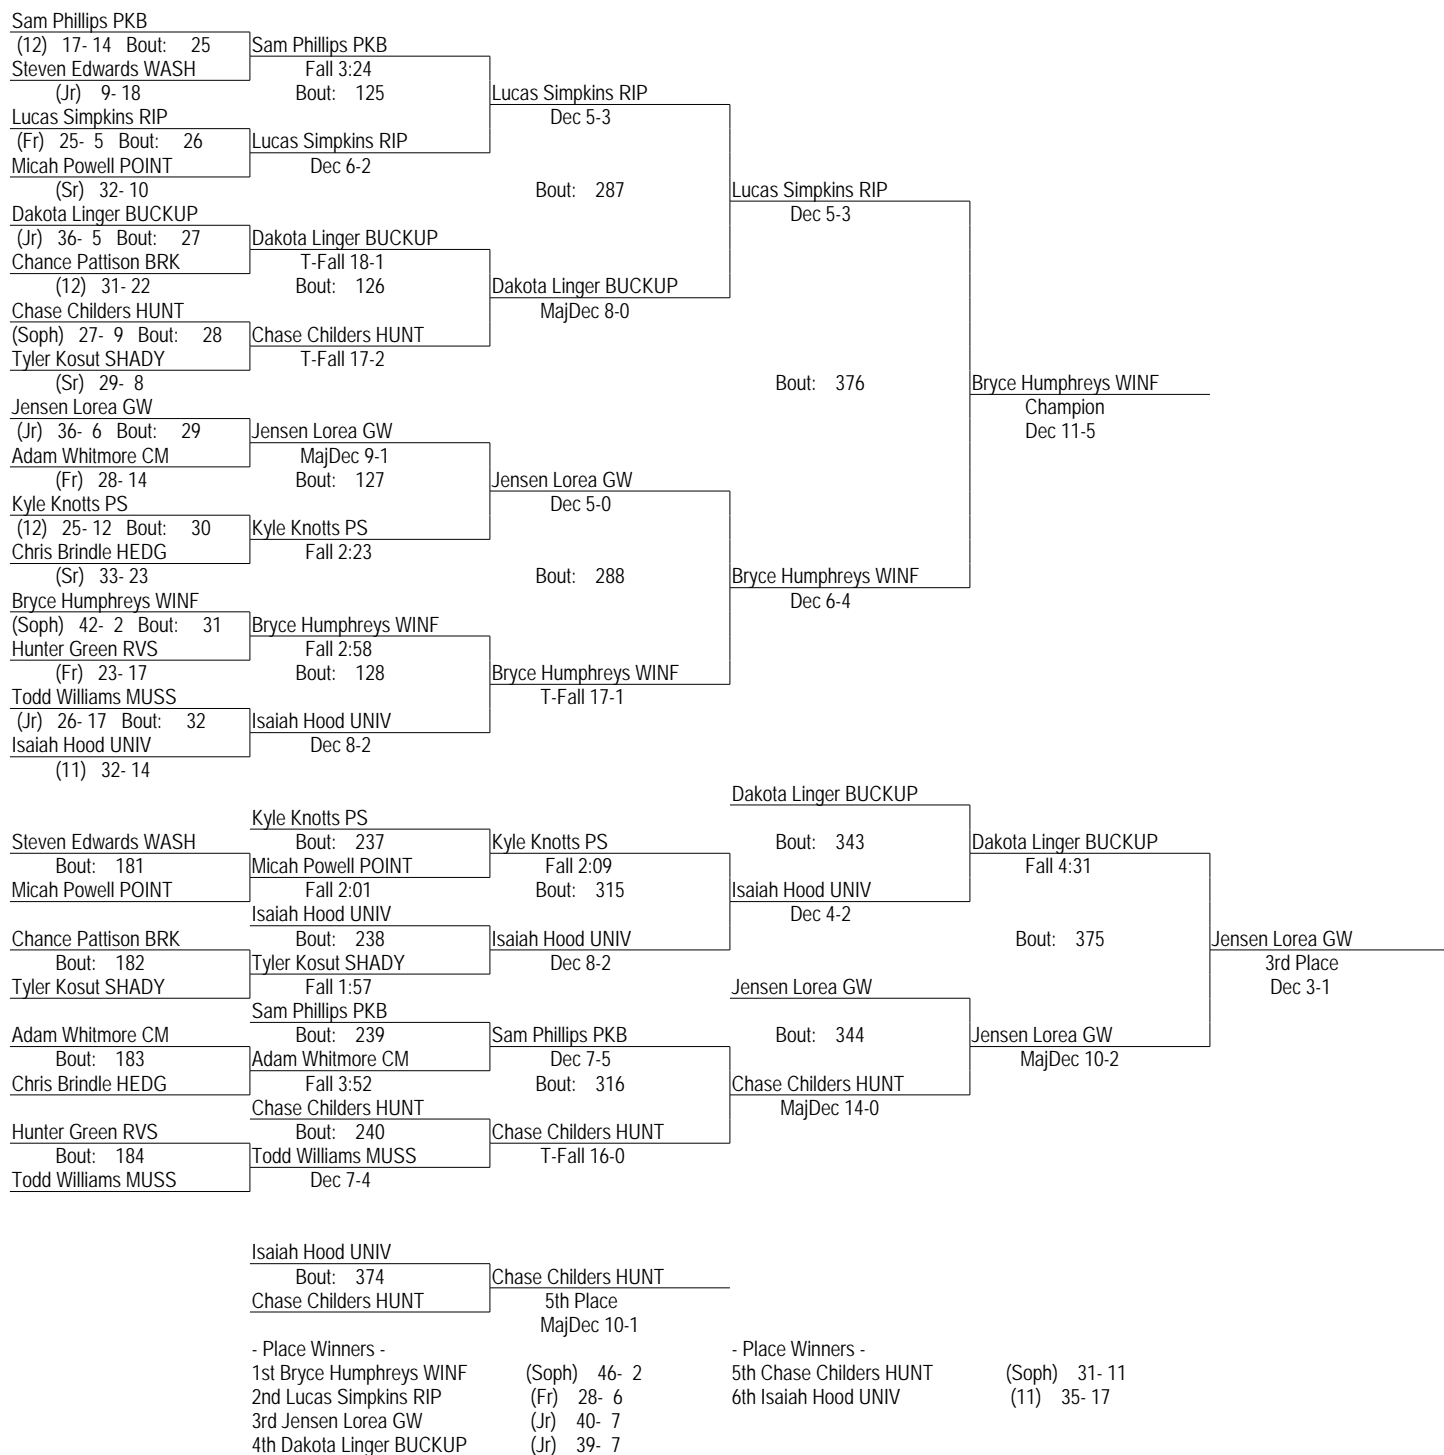 Sam Phillips PKB
(12) 17- 14 Bout: 25
Sam Phillips PKB
Steven Edwards WASH
Fall 3:24
(Jr) 9- 18
Bout: 125
Lucas Simpkins RIP
Lucas Simpkins RIP
Dec 5-3
(Fr) 25- 5 Bout: 26
Lucas Simpkins RIP
Micah Powell POINT
Dec 6-2
(Sr) 32- 10
Bout: 287
Lucas Simpkins RIP
Dakota Linger BUCKUP
Dec 5-3
(Jr) 36- 5 Bout: 27
Dakota Linger BUCKUP
Chance Pattison BRK
T-Fall 18-1
(12) 31- 22
Bout: 126
Dakota Linger BUCKUP
Chase Childers HUNT
MajDec 8-0
(Soph) 27- 9 Bout: 28
Chase Childers HUNT
Tyler Kosut SHADY
T-Fall 17-2
(Sr) 29- 8
Bout: 376
Bryce Humphreys WINF
Jensen Lorea GW
Champion
(Jr) 36- 6 Bout: 29
Jensen Lorea GW
Dec 11-5
Adam Whitmore CM
MajDec 9-1
(Fr) 28- 14
Bout: 127
Jensen Lorea GW
Kyle Knotts PS
Dec 5-0
(12) 25- 12 Bout: 30
Kyle Knotts PS
Chris Brindle HEDG
Fall 2:23
(Sr) 33- 23
Bout: 288
Bryce Humphreys WINF
Bryce Humphreys WINF
Dec 6-4
(Soph) 42- 2 Bout: 31
Bryce Humphreys WINF
Hunter Green RVS
Fall 2:58
(Fr) 23- 17
Bout: 128
Bryce Humphreys WINF
Todd Williams MUSS
T-Fall 17-1
(Jr) 26- 17 Bout: 32
Isaiah Hood UNIV
Isaiah Hood UNIV
Dec 8-2
(11) 32- 14
Dakota Linger BUCKUP
Kyle Knotts PS
Steven Edwards WASH
Bout: 237
Kyle Knotts PS
Bout: 343
Dakota Linger BUCKUP
Bout: 181
Micah Powell POINT
Fall 2:09
Fall 4:31
Micah Powell POINT
Fall 2:01
Bout: 315
Isaiah Hood UNIV
Isaiah Hood UNIV
Dec 4-2
Chance Pattison BRK
Bout: 238
Isaiah Hood UNIV
Bout: 375
Jensen Lorea GW
Bout: 182
Tyler Kosut SHADY
Dec 8-2
3rd Place
Tyler Kosut SHADY
Fall 1:57
Jensen Lorea GW
Dec 3-1
Sam Phillips PKB
Adam Whitmore CM
Bout: 239
Sam Phillips PKB
Bout: 344
Jensen Lorea GW
Bout: 183
Adam Whitmore CM
Dec 7-5
MajDec 10-2
Chris Brindle HEDG
Fall 3:52
Bout: 316
Chase Childers HUNT
Chase Childers HUNT
MajDec 14-0
Hunter Green RVS
Bout: 240
Chase Childers HUNT
Bout: 184
Todd Williams MUSS
T-Fall 16-0
Todd Williams MUSS
Dec 7-4
Isaiah Hood UNIV
Bout: 374
Chase Childers HUNT
Chase Childers HUNT
5th Place
MajDec 10-1
- Place Winners -
1st Bryce Humphreys WINF (Soph) 46- 2
2nd Lucas Simpkins RIP (Fr) 28- 6
3rd Jensen Lorea GW (Jr) 40- 7
4th Dakota Linger BUCKUP (Jr) 39- 7
- Place Winners -
5th Chase Childers HUNT (Soph) 31- 11
6th Isaiah Hood UNIV (11) 35- 17